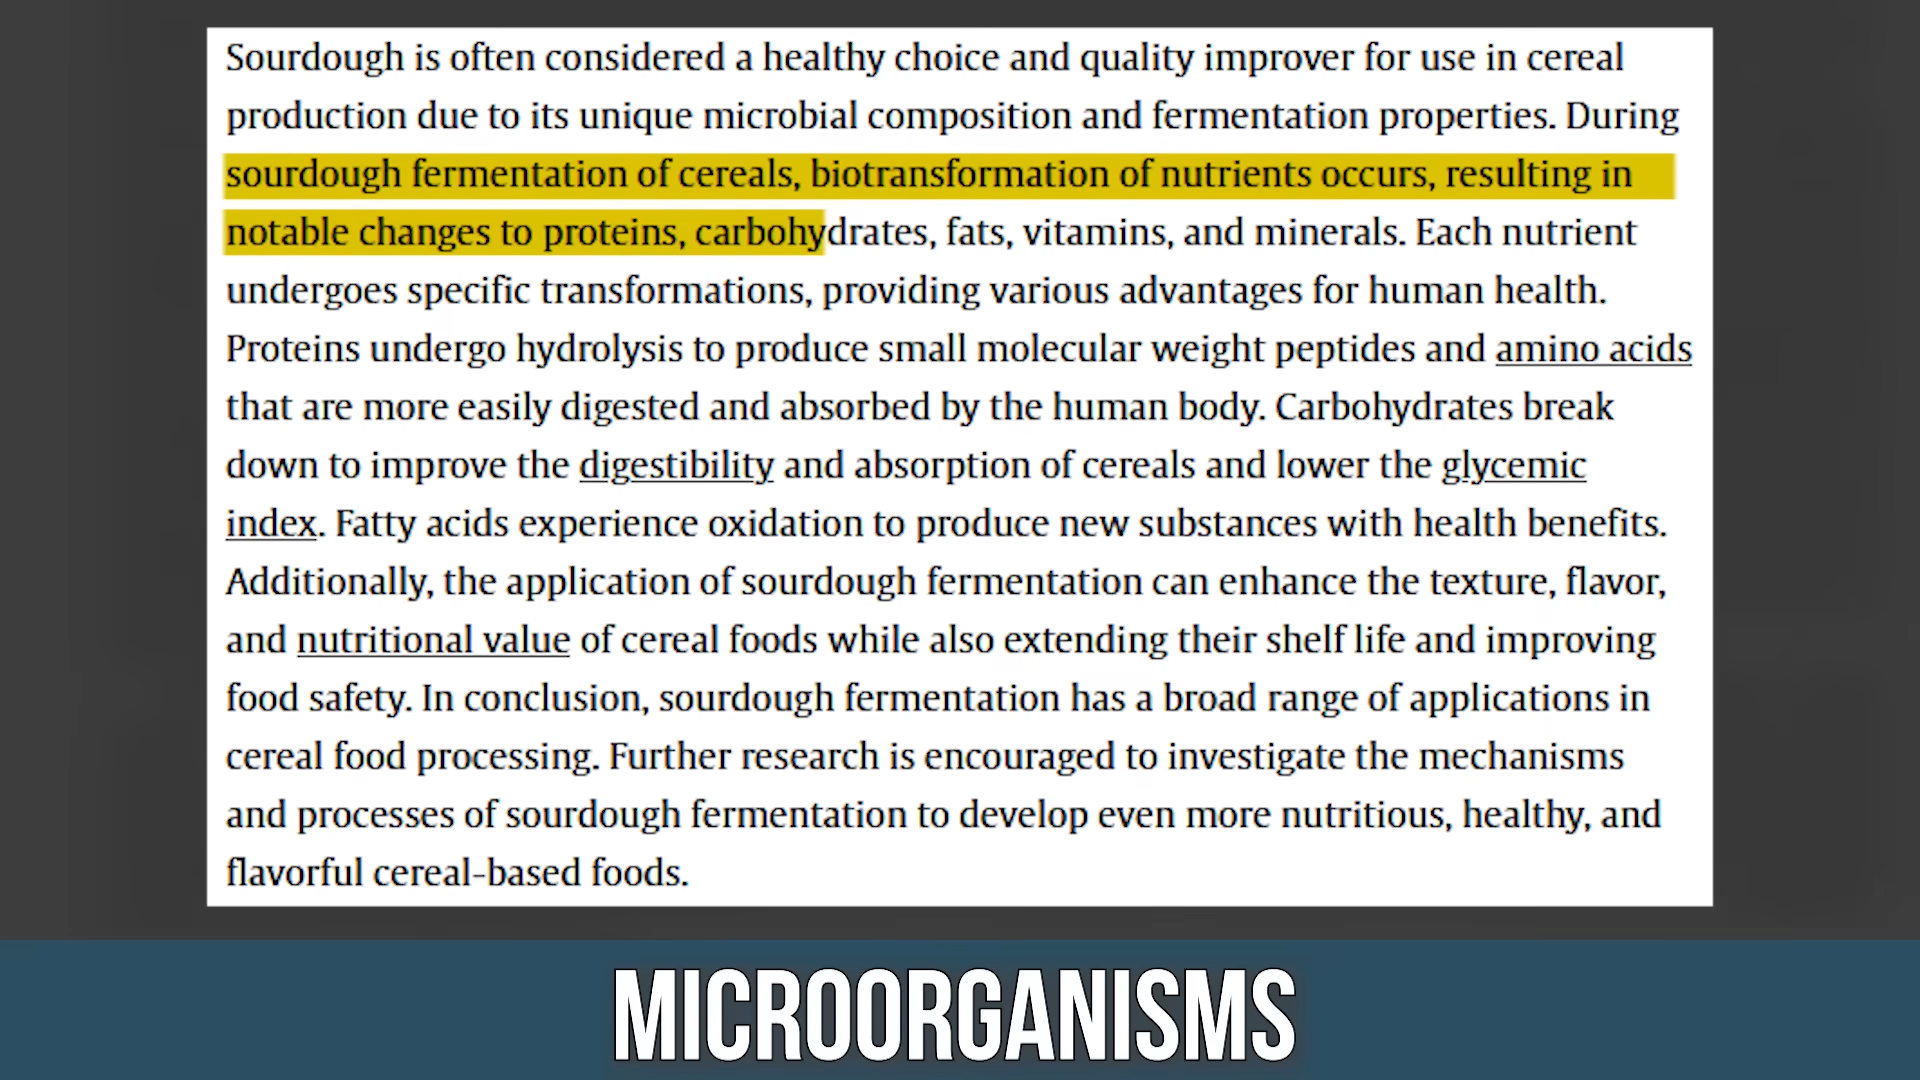 Sourdough is often considered a healthy choice and quality improver for use in cereal
production due to its unique microbial composition and fermentation properties. During
sourdough fermentation of cereals, biotransformation of nutrients occurs, resulting in
notable changes to proteins, carbohydrates, fats, vitamins, and minerals. Each nutrient
undergoes specific transformations, providing various advantages for human health.
Proteins undergo hydrolysis to produce small molecular weight peptides and amino acids
that are more easily digested and absorbed by the human body. Carbohydrates break
down to improve the digestibility and absorption of cereals and lower the glycemic
index. Fatty acids experience oxidation to produce new substances with health benefits.
Additionally, the application of sourdough fermentation can enhance the texture, flavor,
and nutritional value of cereal foods while also extending their shelf life and improving
food safety. In conclusion, sourdough fermentation has a broad range of applications in
cereal food processing. Further research is encouraged to investigate the mechanisms
and processes of sourdough fermentation to develop even more nutritious, healthy, and
flavorful cereal-based foods.
MICROORGANISMS